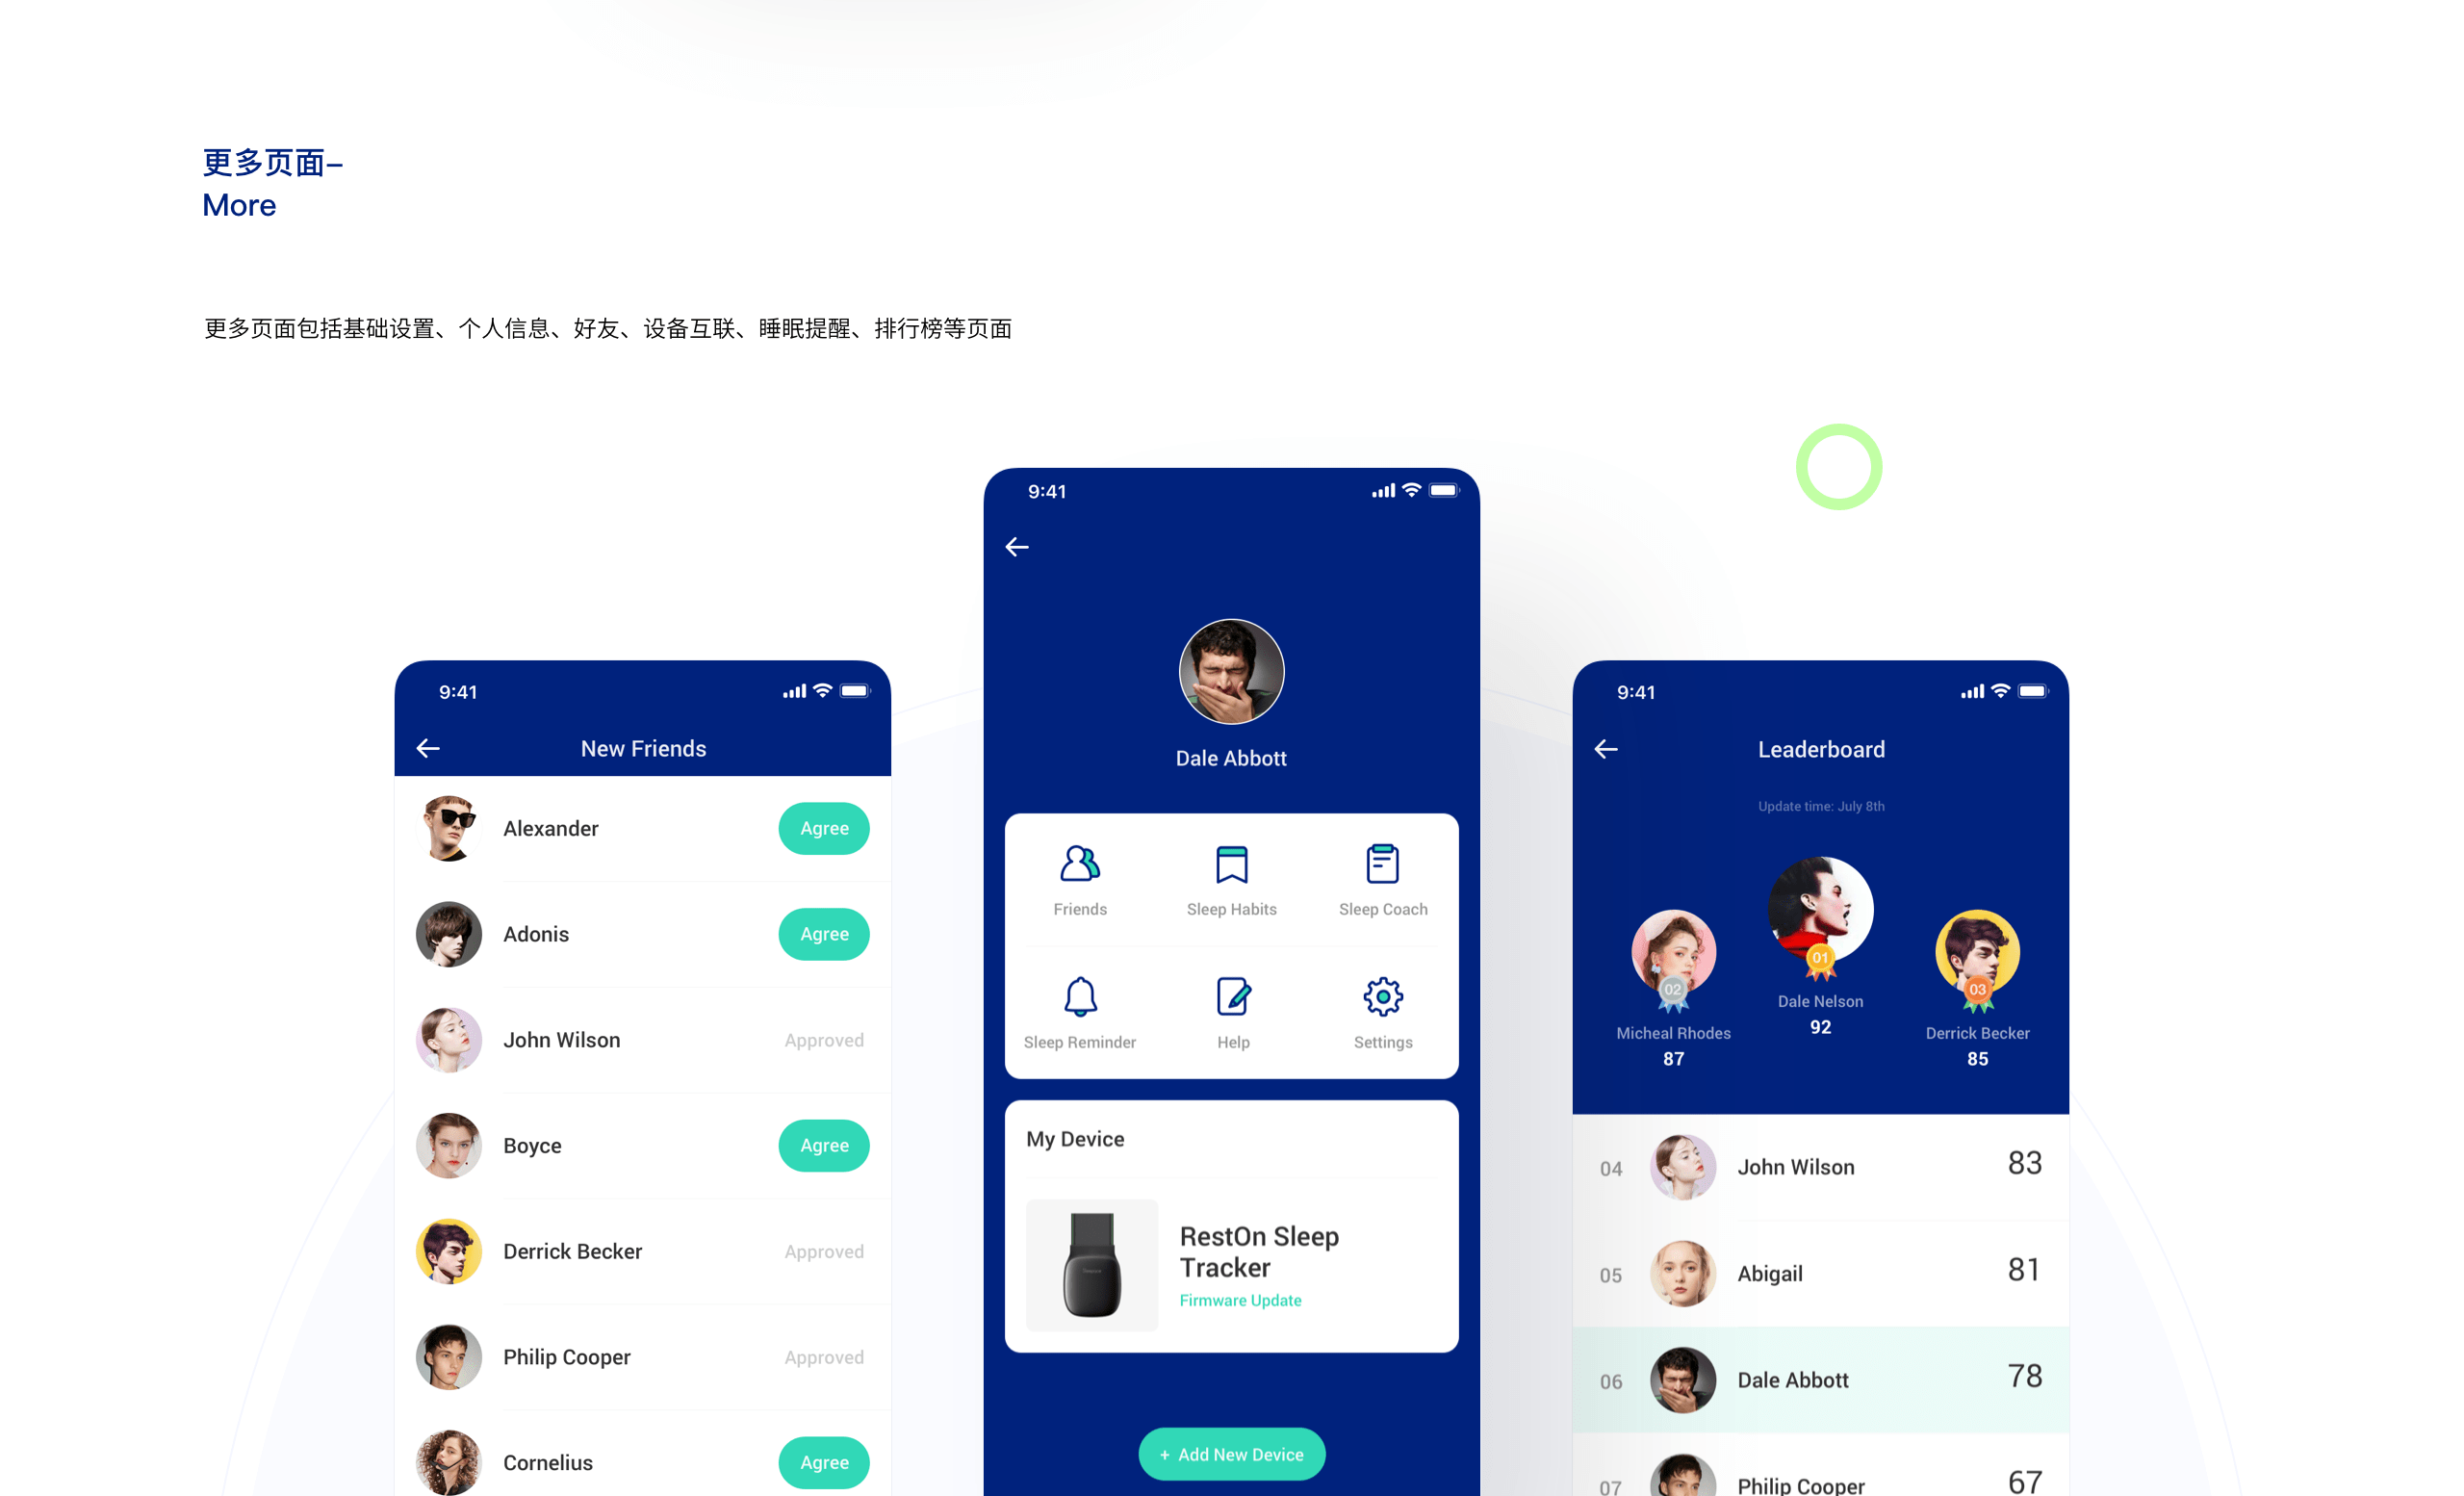 更多页面–
More
更多页面包括基础设置、个人信息、好友、设备互联、睡眠提醒、排行榜等页面
9:41
New Friends
Alexander
Agree
Adonis
Agree
John Wilson
Approved
Boyce
Agree
Derrick Becker
Approved
Philip Cooper
Approved
Cornelius
Agree
9:41
Dale Abbott
Friends
Sleep Habits
Sleep Coach
Sleep Reminder
Help
Settings
My Device
RestOn Sleep
Tracker
Firmware Update
+ Add New Device
9:41
Leaderboard
Update time: July 8th
01
Dale Nelson
92
02
Micheal Rhodes
87
03
Derrick Becker
85
04
John Wilson
83
05
Abigail
81
06
Dale Abbott
78
07
Philip Cooper
67